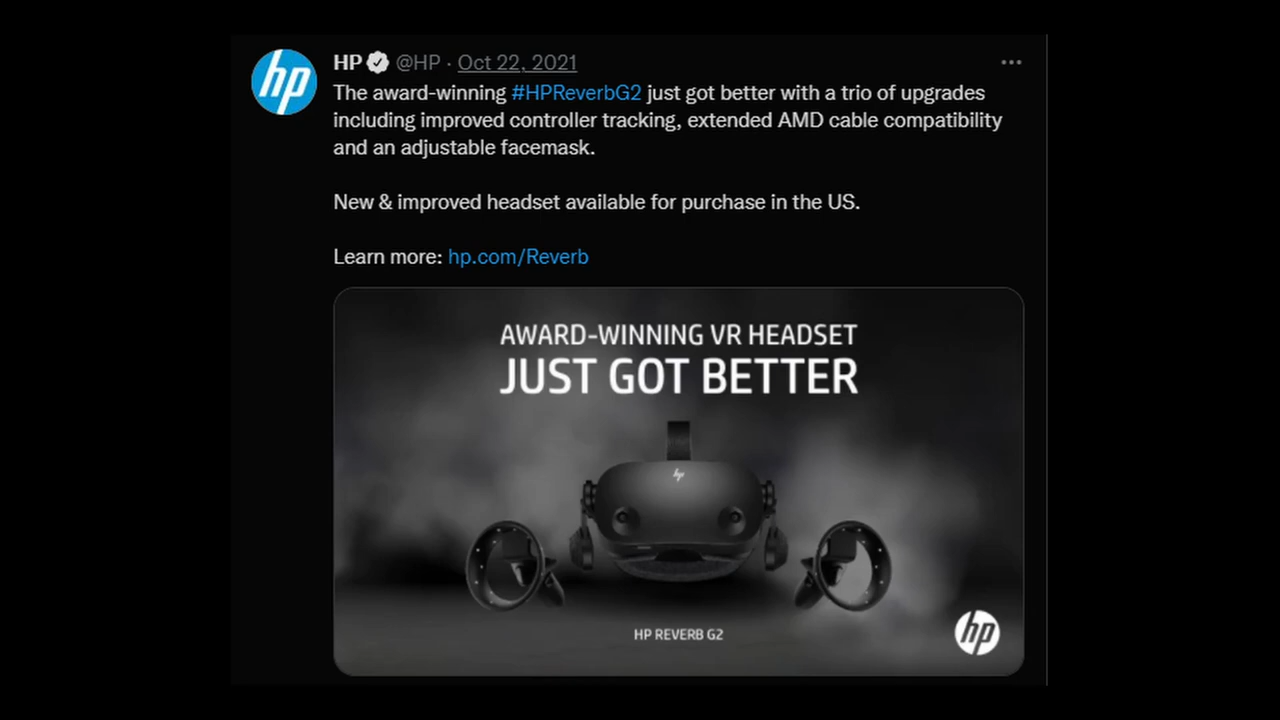 hp
HP @HP · Oct 22, 2021
The award-winning #HPReverbG2 just got better with a trio of upgrades
including improved controller tracking, extended AMD cable compatibility
and an adjustable facemask.
New & improved headset available for purchase in the US.
Learn more: hp.com/Reverb
AWARD-WINNING VR HEADSET
JUST GOT BETTER
hp
HP REVERB G2
hp